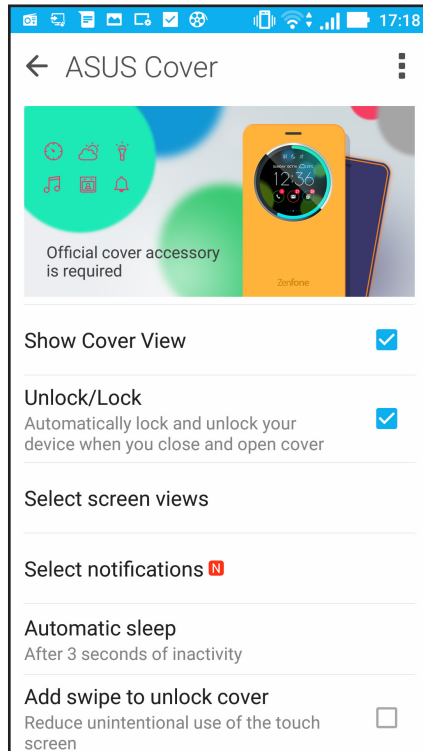 17:18
ASUS Cover
12:36
Official cover accessory
is required
Zenfone
Show Cover View
Unlock/Lock
Automatically lock and unlock your
device when you close and open cover
Select screen views
Select notifications N
Automatic sleep
After 3 seconds of inactivity
Add swipe to unlock cover
Reduce unintentional use of the touch
screen